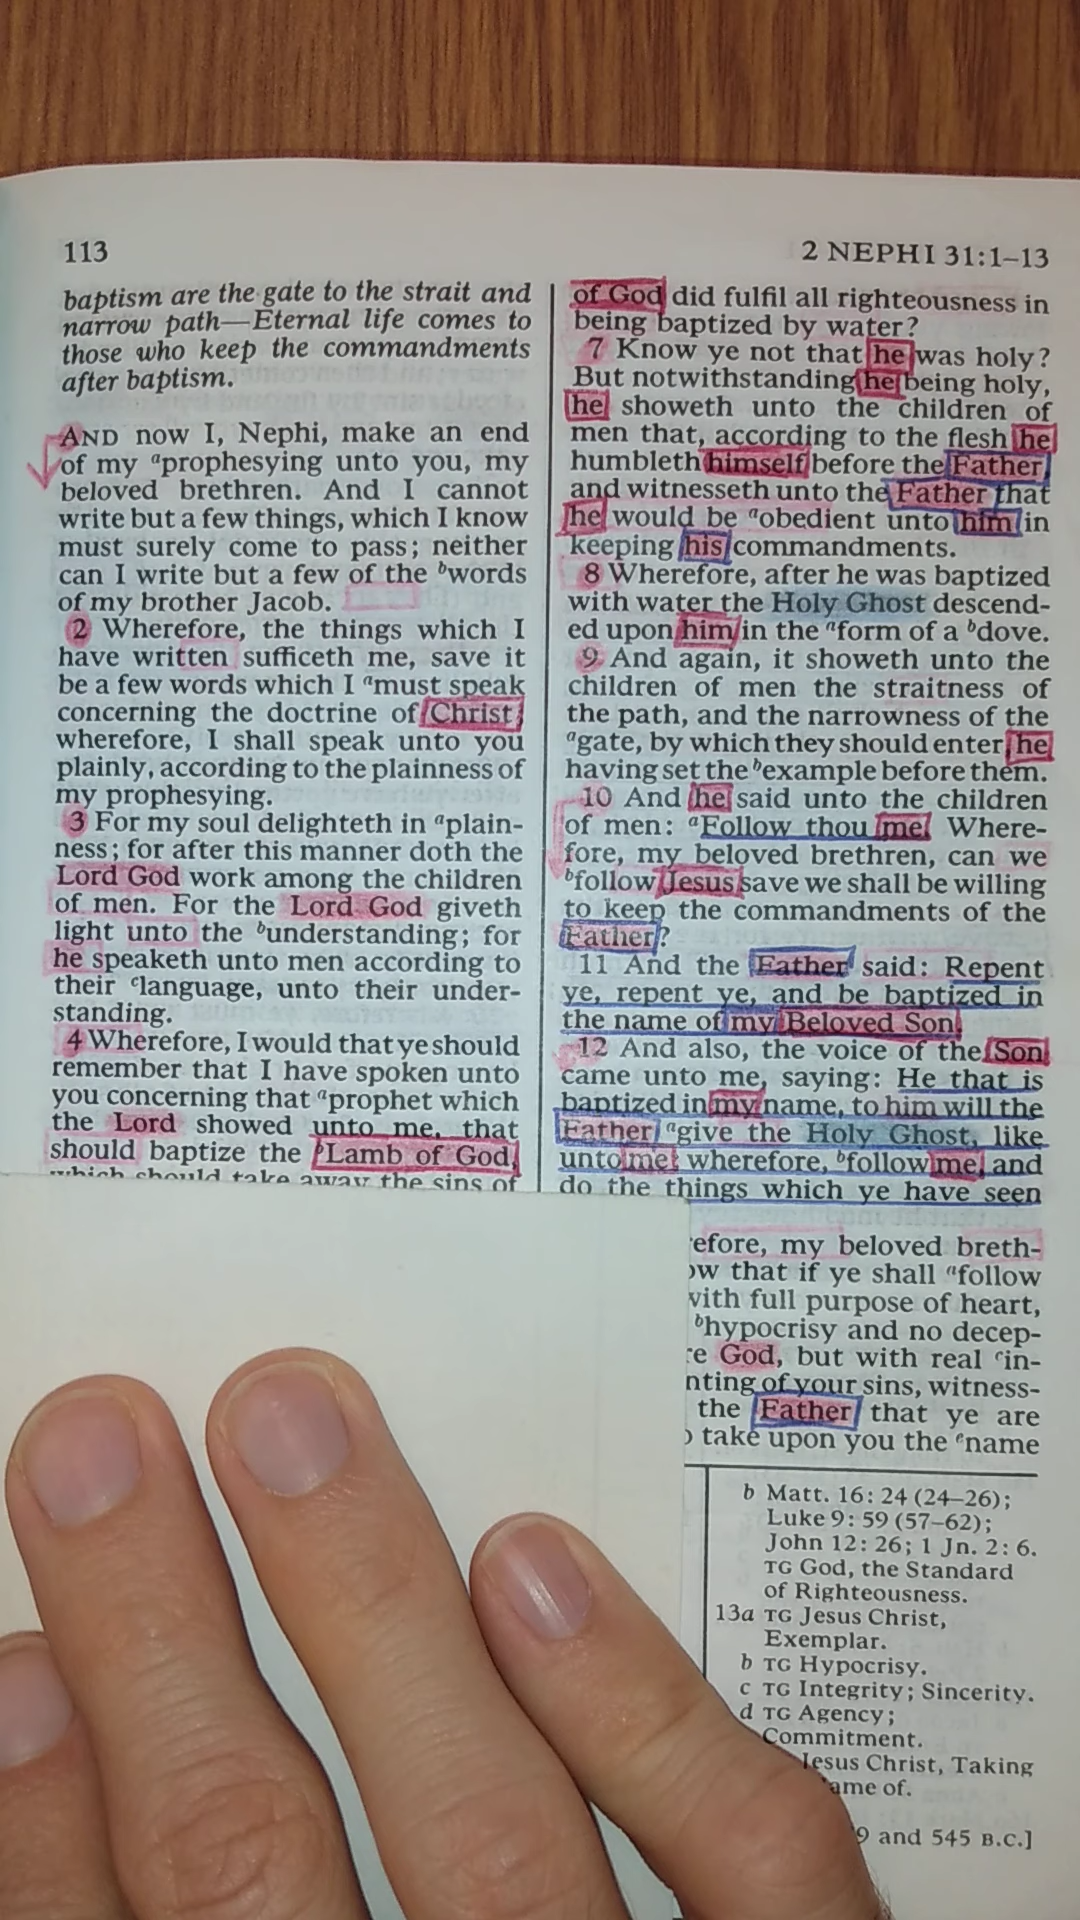 113
2 NEPHI 31:1–13
baptism are the gate to the strait and
narrow path—Eternal life comes to
those who keep the commandments
after baptism.
AND now I, Nephi, make an end
of my ᵃprophesying unto you, my
beloved brethren. And I cannot
write but a few things, which I know
must surely come to pass; neither
can I write but a few of the ᵇwords
of my brother Jacob.
2 Wherefore, the things which I
have written sufficeth me, save it
be a few words which I ᵃmust speak
concerning the doctrine of Christ;
wherefore, I shall speak unto you
plainly, according to the plainness of
my prophesying.
3 For my soul delighteth in ᵃplain-
ness; for after this manner doth the
Lord God work among the children
of men. For the Lord God giveth
light unto the ᵇunderstanding; for
he speaketh unto men according to
their ᶜlanguage, unto their under-
standing.
4 Wherefore, I would that ye should
remember that I have spoken unto
you concerning that ᵃprophet which
the Lord showed unto me, that
should baptize the ᵇLamb of God,
which should take away the sins of
of God did fulfil all righteousness in
being baptized by water?
7 Know ye not that he was holy?
But notwithstanding he being holy,
he showeth unto the children of
men that, according to the flesh he
humbleth himself before the Father,
and witnesseth unto the Father that
he would be ᵃobedient unto him in
keeping his commandments.
8 Wherefore, after he was baptized
with water the Holy Ghost descend-
ed upon him in the ᵃform of a ᵇdove.
9 And again, it showeth unto the
children of men the straitness of
the path, and the narrowness of the
ᵃgate, by which they should enter, he
having set the ᵇexample before them.
10 And he said unto the children
of men: ᵃFollow thou me. Where-
fore, my beloved brethren, can we
ᵇfollow Jesus save we shall be willing
to keep the commandments of the
Father?
11 And the Father said: Repent
ye, repent ye, and be baptized in
the name of my Beloved Son.
12 And also, the voice of the Son
came unto me, saying: He that is
baptized in my name, to him will the
Father ᵃgive the Holy Ghost, like
unto me; wherefore, ᵇfollow me, and
do the things which ye have seen
efore, my beloved breth-
ow that if ye shall ᵃfollow
with full purpose of heart,
ᵇhypocrisy and no decep-
re God, but with real ᶜin-
nting of your sins, witness-
the Father that ye are
o take upon you the ᵉname
b Matt. 16: 24 (24–26);
Luke 9: 59 (57–62);
John 12: 26; 1 Jn. 2: 6.
TG God, the Standard
of Righteousness.
13a TG Jesus Christ,
Exemplar.
b TG Hypocrisy.
c TG Integrity; Sincerity.
d TG Agency;
Commitment.
Jesus Christ, Taking
ame of.
9 and 545 B.C.]